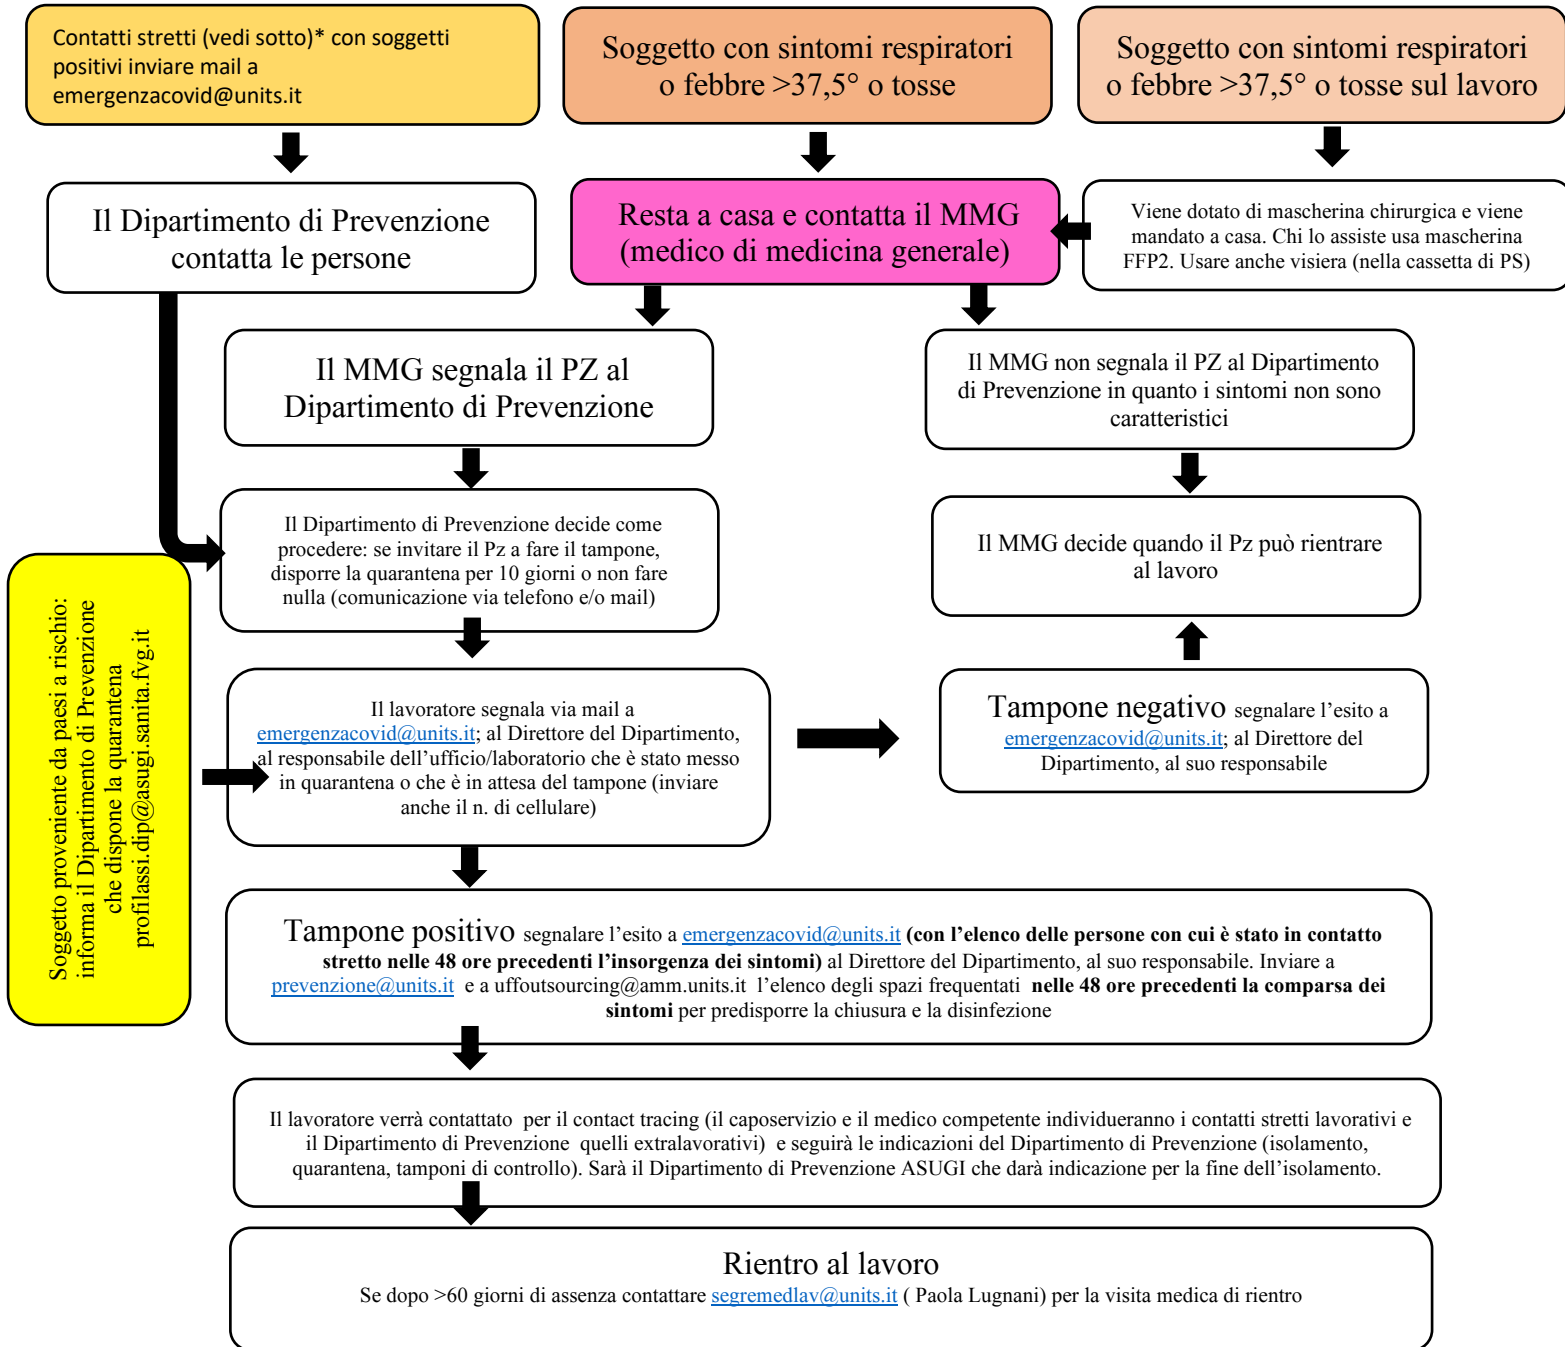 Contatti stretti (vedi sotto)* con soggetti
positivi inviare mail a
emergenzacovid@units.it
Soggetto con sintomi respiratori
o febbre >37,5° o tosse
Soggetto con sintomi respiratori
o febbre >37,5° o tosse sul lavoro
Il Dipartimento di Prevenzione
contatta le persone
Resta a casa e contatta il MMG
(medico di medicina generale)
Viene dotato di mascherina chirurgica e viene
mandato a casa. Chi lo assiste usa mascherina
FFP2. Usare anche visiera (nella cassetta di PS)
Il MMG segnala il PZ al
Dipartimento di Prevenzione
Il MMG non segnala il PZ al Dipartimento
di Prevenzione in quanto i sintomi non sono
caratteristici
Il Dipartimento di Prevenzione decide come
procedere: se invitare il Pz a fare il tampone,
disporre la quarantena per 10 giorni o non fare
nulla (comunicazione via telefono e/o mail)
Il MMG decide quando il Pz può rientrare
al lavoro
Soggetto proveniente da paesi a rischio:
informa il Dipartimento di Prevenzione
che dispone la quarantena
profilassi.dip@asugi.sanita.fvg.it
Il lavoratore segnala via mail a
emergenzacovid@units.it; al Direttore del Dipartimento,
al responsabile dell’ufficio/laboratorio che è stato messo
in quarantena o che è in attesa del tampone (inviare
anche il n. di cellulare)
Tampone negativo segnalare l’esito a
emergenzacovid@units.it; al Direttore del
Dipartimento, al suo responsabile
Tampone positivo segnalare l’esito a emergenzacovid@units.it (con l’elenco delle persone con cui è stato in contatto
stretto nelle 48 ore precedenti l’insorgenza dei sintomi) al Direttore del Dipartimento, al suo responsabile. Inviare a
prevenzione@units.it e a uffoutsourcing@amm.units.it l’elenco degli spazi frequentati nelle 48 ore precedenti la comparsa dei
sintomi per predisporre la chiusura e la disinfezione
Il lavoratore verrà contattato per il contact tracing (il caposervizio e il medico competente individueranno i contatti stretti lavorativi e
il Dipartimento di Prevenzione quelli extralavorativi) e seguirà le indicazioni del Dipartimento di Prevenzione (isolamento,
quarantena, tamponi di controllo). Sarà il Dipartimento di Prevenzione ASUGI che darà indicazione per la fine dell’isolamento.
Rientro al lavoro
Se dopo >60 giorni di assenza contattare segremedlav@units.it ( Paola Lugnani) per la visita medica di rientro